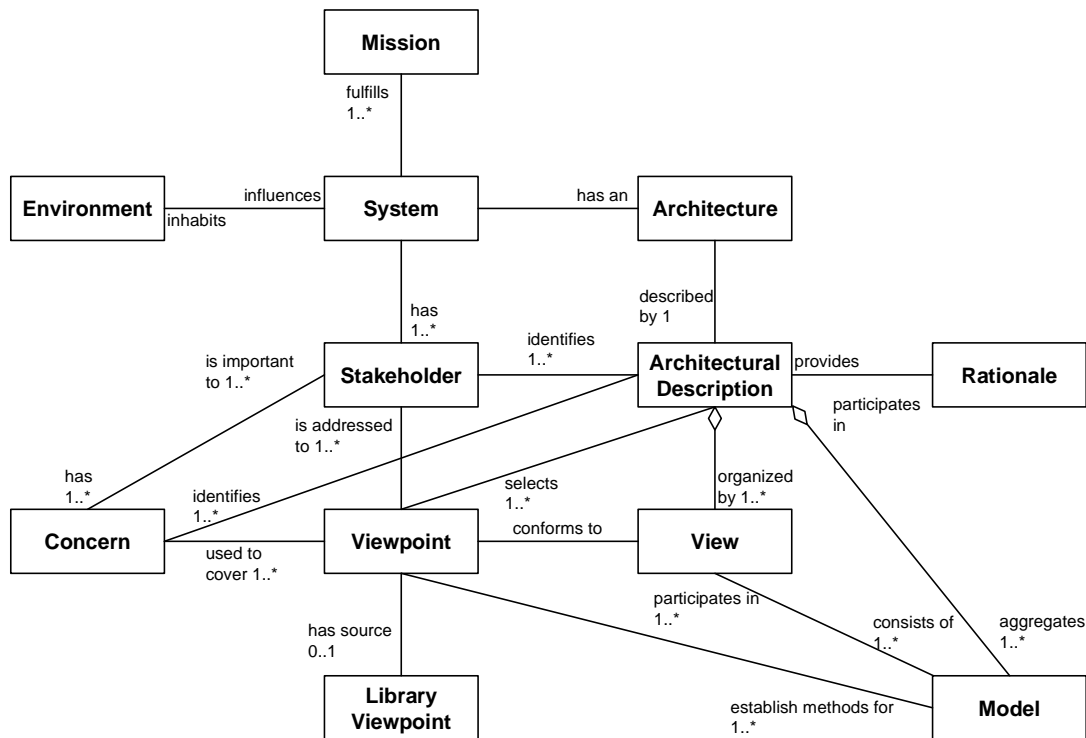 Mission
fulfills
1..*
Environment
influences
inhabits
System
has an
Architecture
has
1..*
described
by 1
is important
to 1..*
Stakeholder
identifies
1..*
Architectural
Description
provides
Rationale
participates
in
is addressed
to 1..*
has
1..*
identifies
1..*
selects
1..*
organized
by 1..*
Concern
used to
cover 1..*
Viewpoint
conforms to
View
participates in
1..*
consists of
1..*
aggregates
1..*
has source
0..1
Library
Viewpoint
establish methods for
1..*
Model